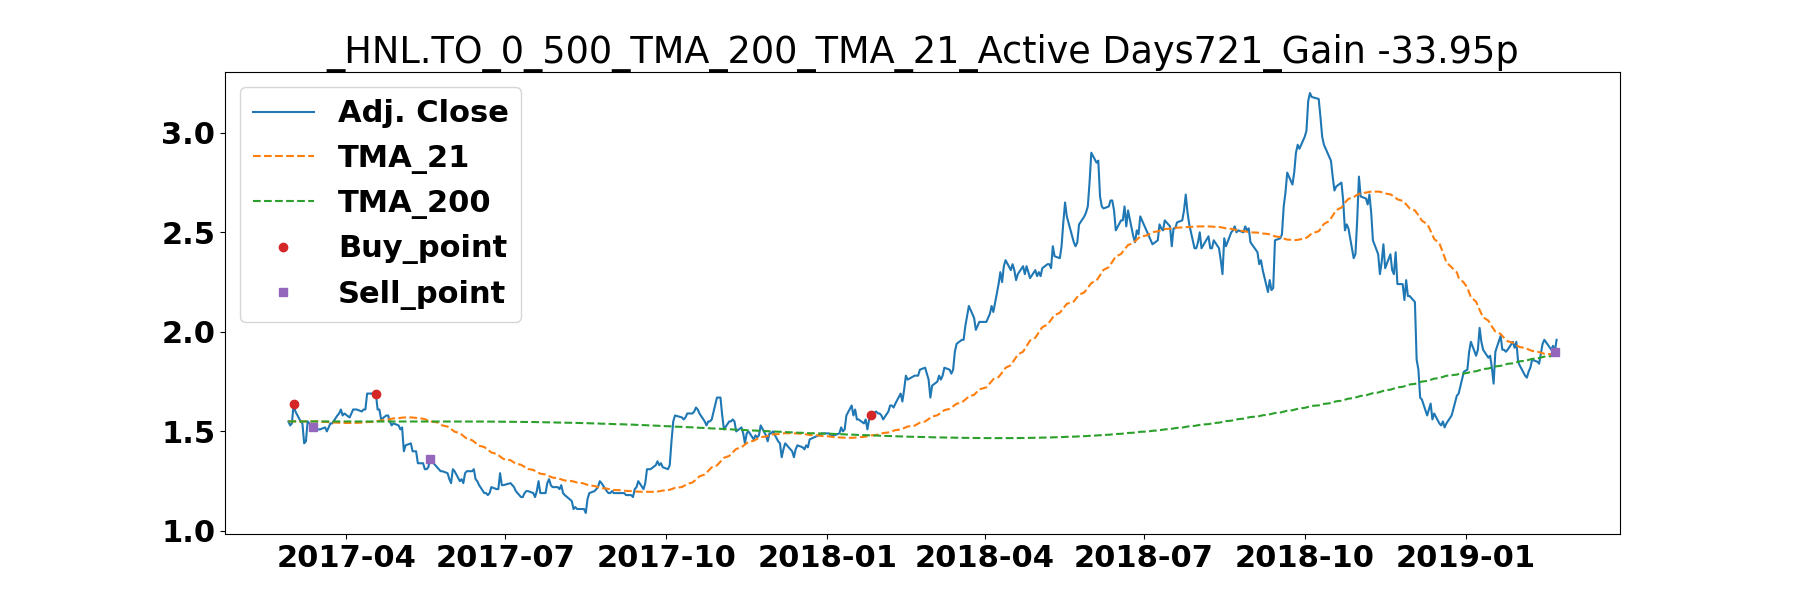 _HNL.TO_0_500_TMA_200_TMA_21_Active Days721_Gain -33.95p
Adj. Close
TMA_21
TMA_200
Buy_point
Sell_point
3.0
2.5
2.0
1.5
1.0
2017-04 2017-07 2017-10 2018-01 2018-04 2018-07 2018-10 2019-01